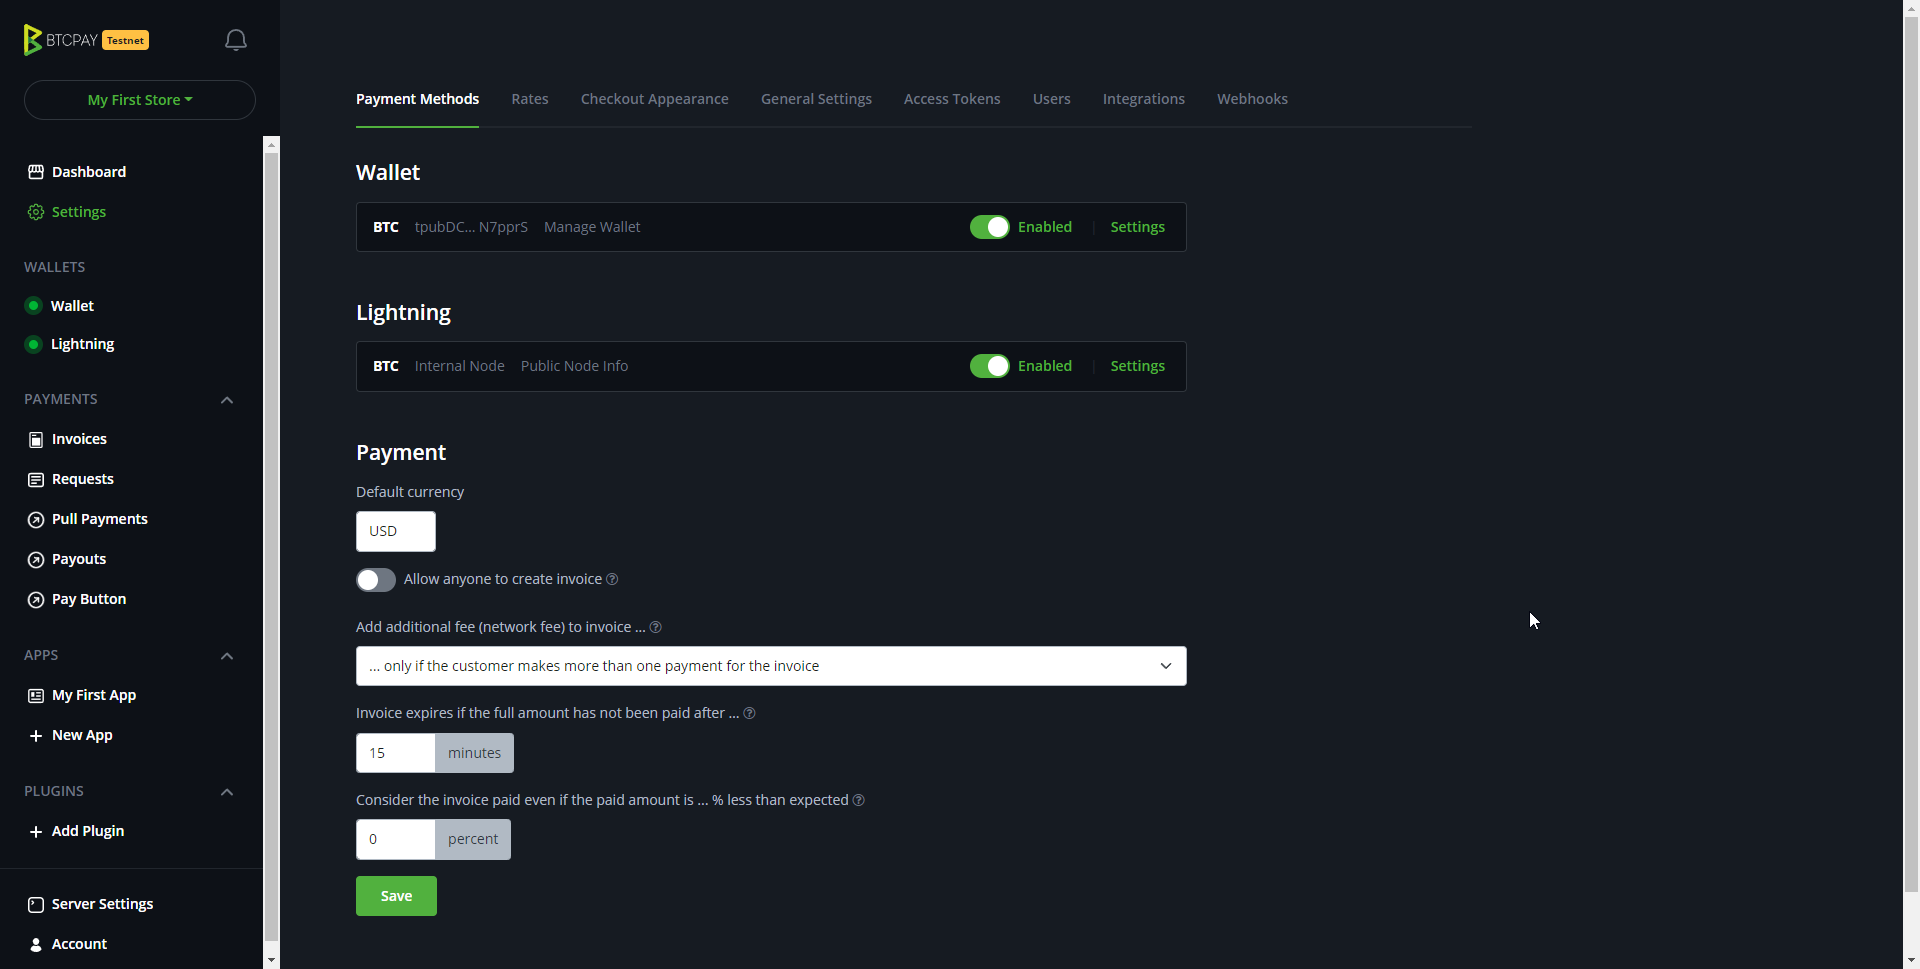 BTCPAY Testnet
My First Store
Dashboard
Settings
WALLETS
Wallet
Lightning
PAYMENTS
Invoices
Requests
Pull Payments
Payouts
Pay Button
APPS
My First App
New App
PLUGINS
Add Plugin
Server Settings
Account
Payment Methods Rates Checkout Appearance General Settings Access Tokens Users Integrations Webhooks
Wallet
BTC tpubDC... N7pprS Manage Wallet Enabled Settings
Lightning
BTC Internal Node Public Node Info Enabled Settings
Payment
Default currency
USD
Allow anyone to create invoice
Add additional fee (network fee) to invoice ...
... only if the customer makes more than one payment for the invoice
Invoice expires if the full amount has not been paid after ...
15 minutes
Consider the invoice paid even if the paid amount is ... % less than expected
0 percent
Save